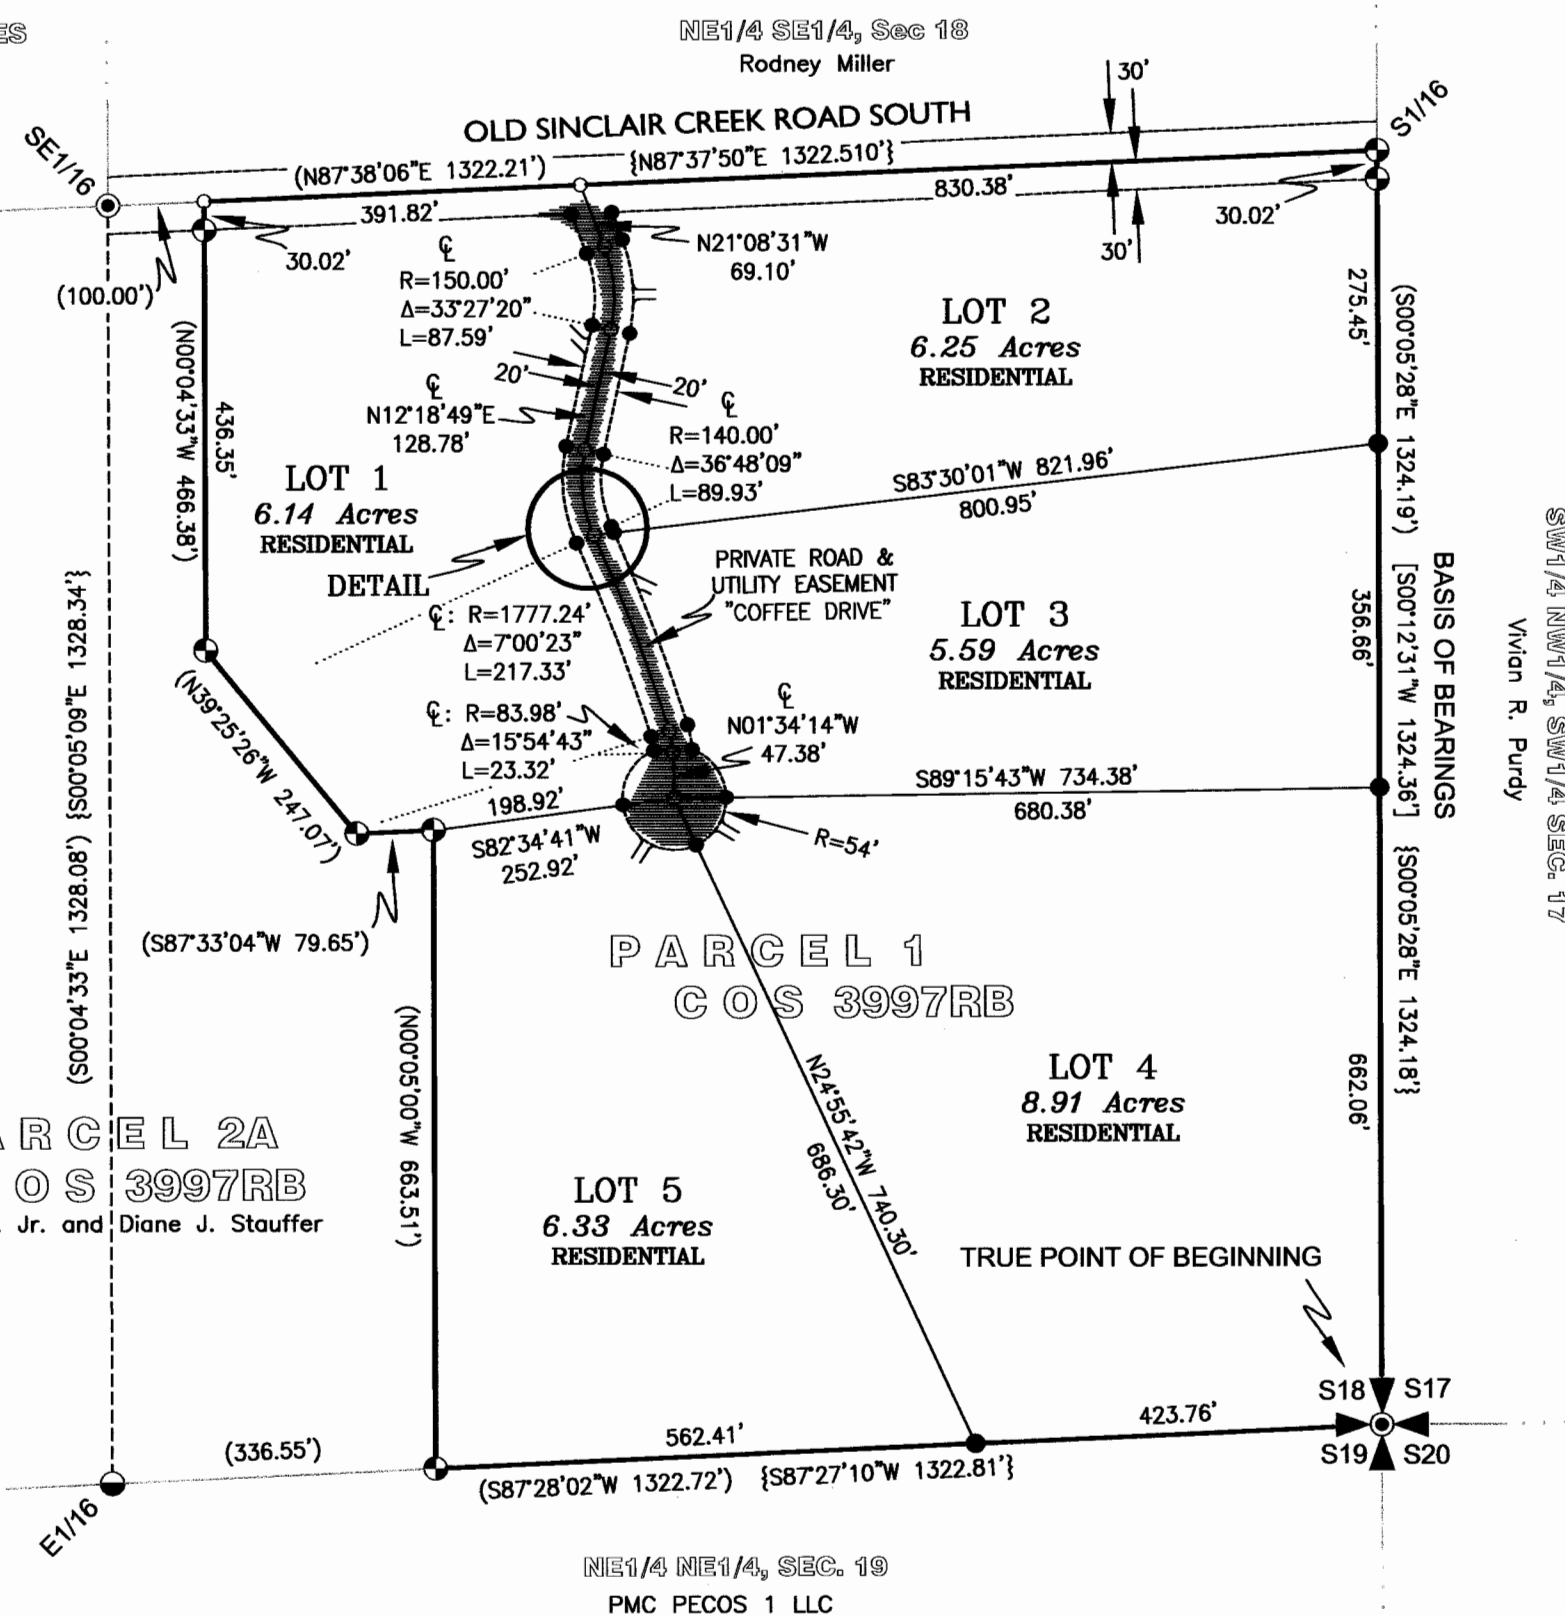 ES
NE1/4 SE1/4, Sec 18
Rodney Miller
30'
S1/16
OLD SINCLAIR CREEK ROAD SOUTH
SE1/16
(N87°38'06"E 1322.21')
{N87°37'50"E 1322.510'}
391.82'
830.38'
30.02'
30.02'
30'
(100.00')
N21°08'31"W
69.10'
℄
R=150.00'
Δ=33°27'20"
L=87.59'
LOT 2
6.25 Acres
RESIDENTIAL
275.45'
(S00°05'28"E 1324.19')
[S00°12'31"W 1324.36']
{S00°05'28"E 1324.18'}
BASIS OF BEARINGS
20'
20'
℄
N12°18'49"E
128.78'
℄
R=140.00'
Δ=36°48'09"
L=89.93'
(N00°04'33"W 466.38')
436.35'
LOT 1
6.14 Acres
RESIDENTIAL
DETAIL
S83°30'01"W 821.96'
800.95'
PRIVATE ROAD &
UTILITY EASEMENT
"COFFEE DRIVE"
LOT 3
5.59 Acres
RESIDENTIAL
356.66'
Vivian R. Purdy
SW1/4 NW1/4, SW1/4 SEC. 17
℄: R=1777.24'
Δ=7°00'23"
L=217.33'
℄: R=83.98'
Δ=15°54'43"
L=23.32'
℄
N01°34'14"W
47.38'
(N39°25'26"W 247.07')
198.92'
S82°34'41"W
252.92'
S89°15'43"W 734.38'
680.38'
R=54'
(S87°33'04"W 79.65')
(S00°04'33"E 1328.08') {S00°05'09"E 1328.34'}
PARCEL 1
COS 3997RB
(N00°05'00"W 663.51')
N24°55'42"W 740.30'
686.30'
LOT 4
8.91 Acres
RESIDENTIAL
662.06'
ARCEL 2A
OS 3997RB
. Jr. and Diane J. Stauffer
LOT 5
6.33 Acres
RESIDENTIAL
TRUE POINT OF BEGINNING
S18 S17
S19 S20
423.76'
562.41'
(336.55')
(S87°28'02"W 1322.72') {S87°27'10"W 1322.81'}
E1/16
NE1/4 NE1/4, SEC. 19
PMC PECOS 1 LLC